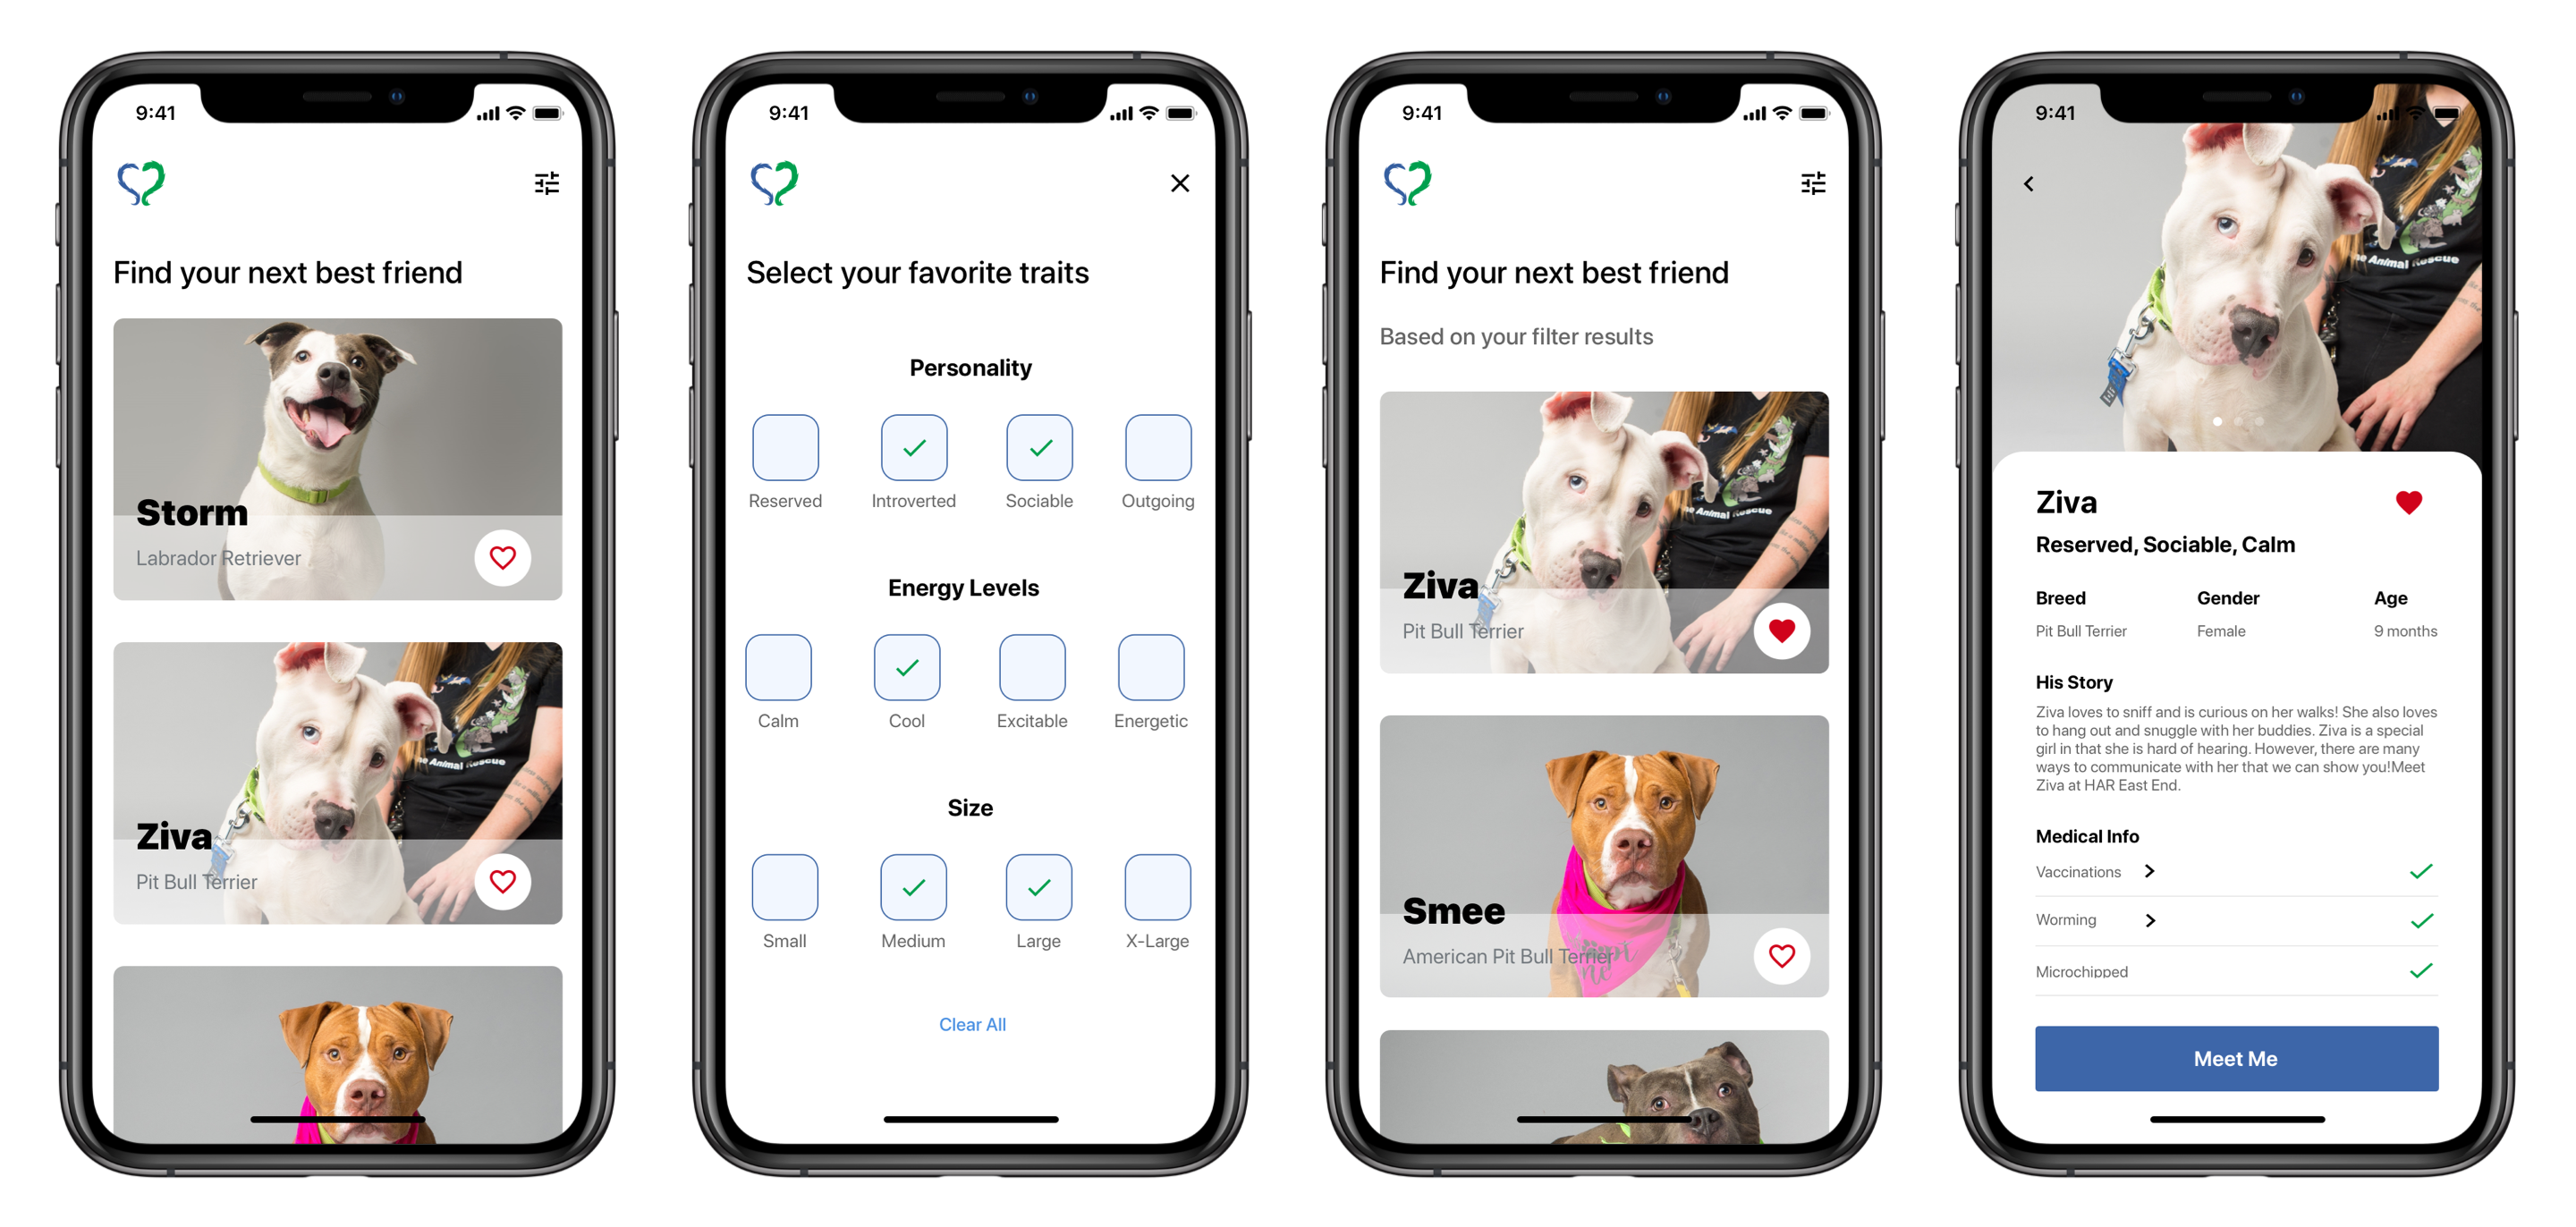 9:41
Find your next best friend
Storm
Labrador Retriever
Ziva
Pit Bull Terrier
9:41
Select your favorite traits
Personality
Reserved Introverted Sociable Outgoing
Energy Levels
Calm Cool Excitable Energetic
Size
Small Medium Large X-Large
Clear All
9:41
Find your next best friend
Based on your filter results
Animal Rescue
Ziva
Pit Bull Terrier
Smee
American Pit Bull Terrier
9:41
Animal Rescue
Ziva
Reserved, Sociable, Calm
Breed Gender Age
Pit Bull Terrier Female 9 months
His Story
Ziva loves to sniff and is curious on her walks! She also loves
to hang out and snuggle with her buddies. Ziva is a special
girl in that she is hard of hearing. However, there are many
ways to communicate with her that we can show you!Meet
Ziva at HAR East End.
Medical Info
Vaccinations
Worming
Microchipped
Meet Me